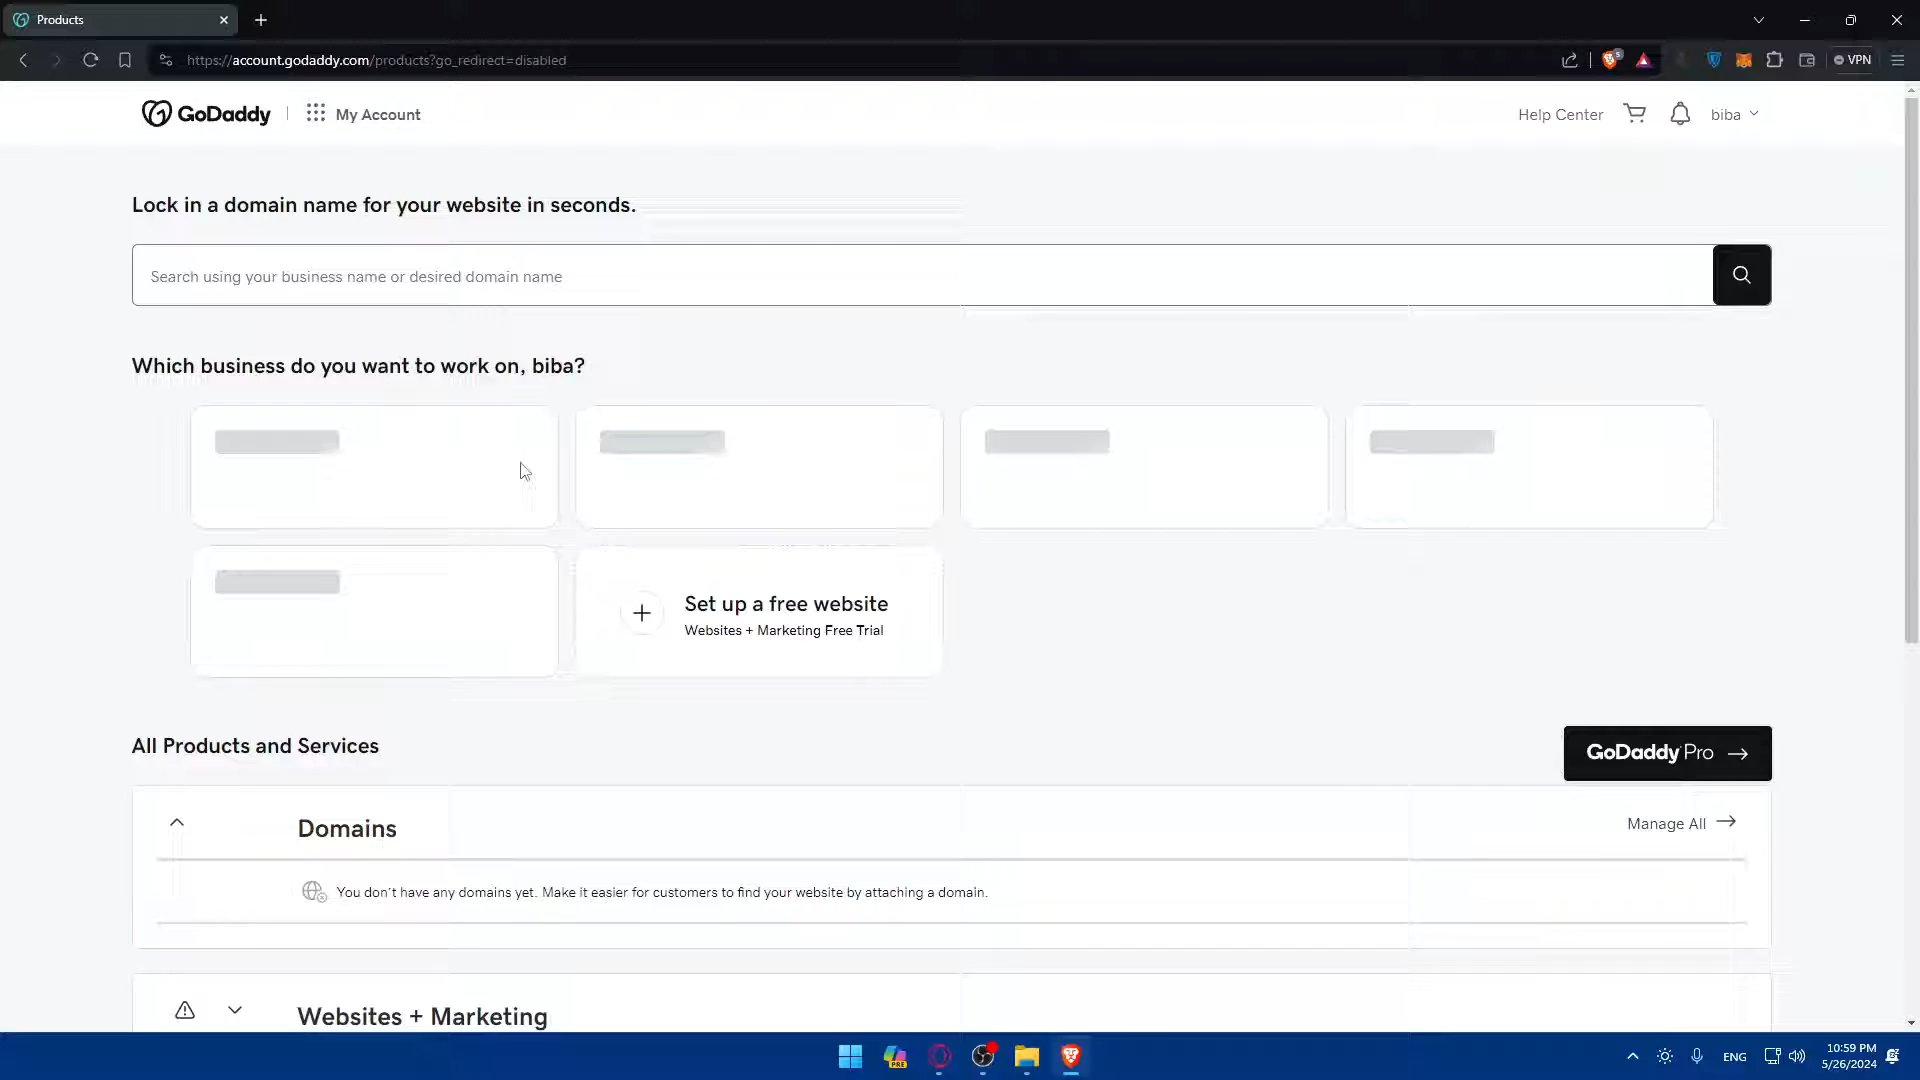 Products
https://account.godaddy.com/products?go_redirect=disabled
5
VPN
GoDaddy
My Account
Help Center
biba
Lock in a domain name for your website in seconds.
Search using your business name or desired domain name
Which business do you want to work on, biba?
Set up a free website
Websites + Marketing Free Trial
All Products and Services
GoDaddy Pro
Domains
Manage All
You don't have any domains yet. Make it easier for customers to find your website by attaching a domain.
Websites + Marketing
PRE
ENG
10:59 PM
5/26/2024